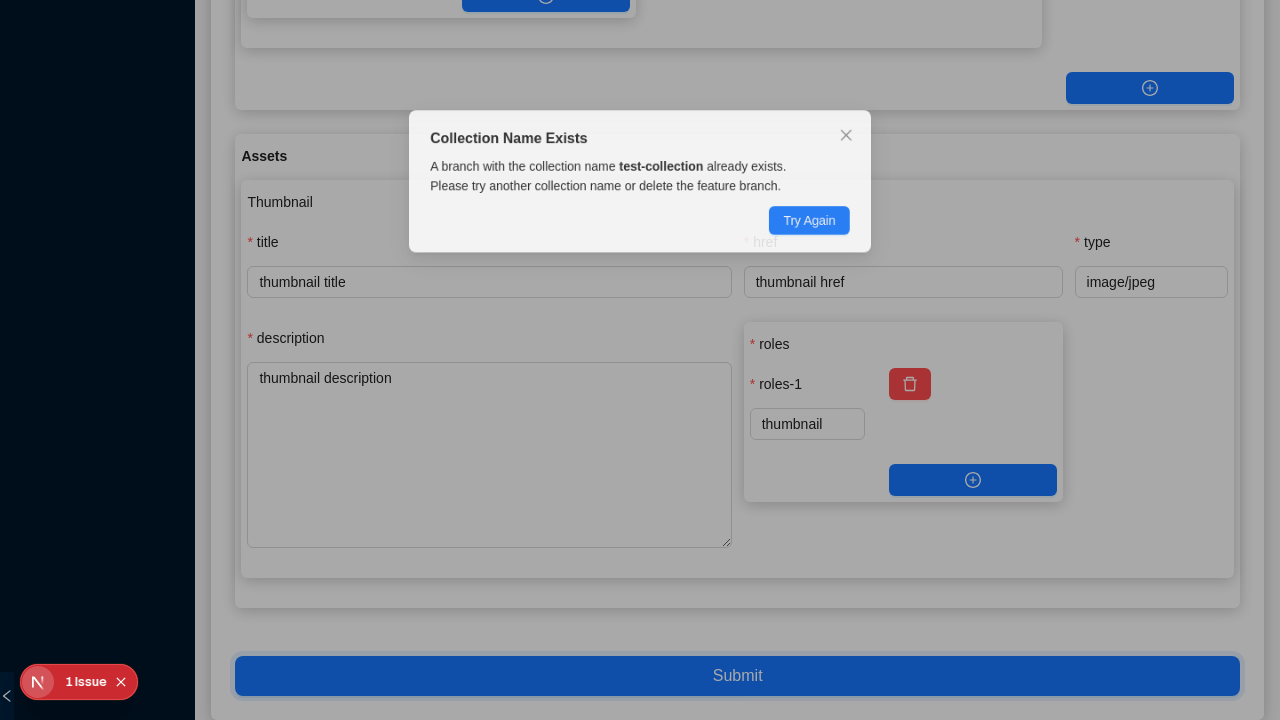 Collection Name Exists
A branch with the collection name test-collection already exists.
Please try another collection name or delete the feature branch.
Try Again
Assets
Thumbnail
* title
* href
* type
thumbnail title
thumbnail href
image/jpeg
* description
thumbnail description
* roles
* roles-1
thumbnail
Submit
N
1 Issue